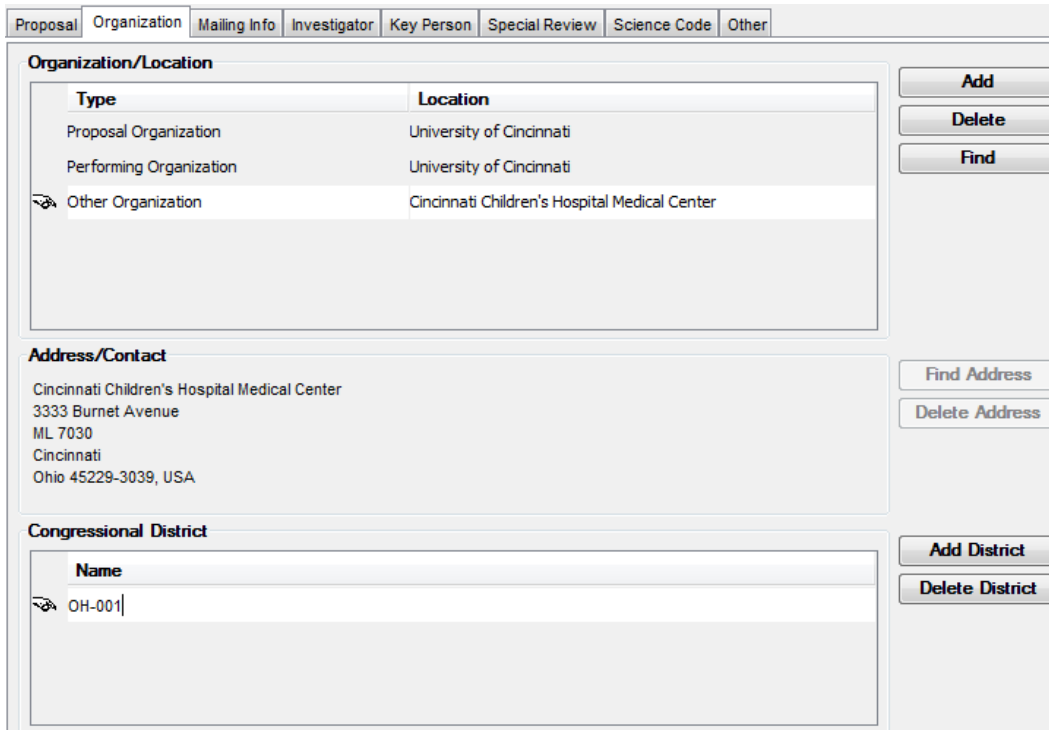 Proposal Organization Mailing Info Investigator Key Person Special Review Science Code Other
Organization/Location
Type Location
Proposal Organization University of Cincinnati
Performing Organization University of Cincinnati
Other Organization Cincinnati Children's Hospital Medical Center
Add
Delete
Find
Address/Contact
Cincinnati Children's Hospital Medical Center
3333 Burnet Avenue
ML 7030
Cincinnati
Ohio 45229-3039, USA
Find Address
Delete Address
Congressional District
Name
OH-001
Add District
Delete District